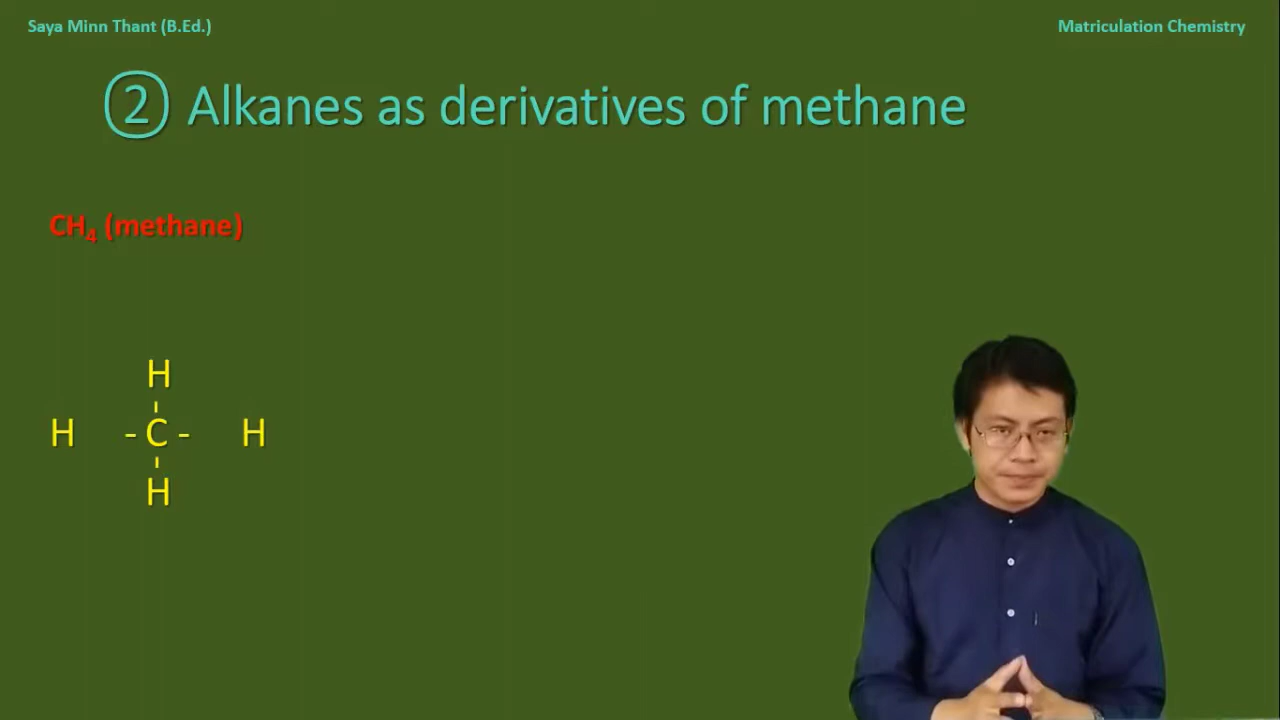 Saya Minn Thant (B.Ed.)
Matriculation Chemistry
② Alkanes as derivatives of methane
CH₄ (methane)
H
H - C - H
H